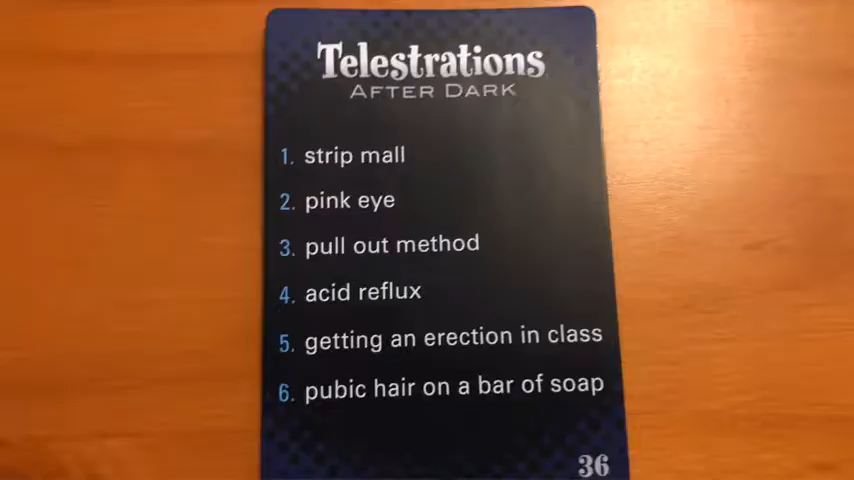 Telestrations
AFTER DARK
1. strip mall
2. pink eye
3. pull out method
4. acid reflux
5. getting an erection in class
6. pubic hair on a bar of soap
36